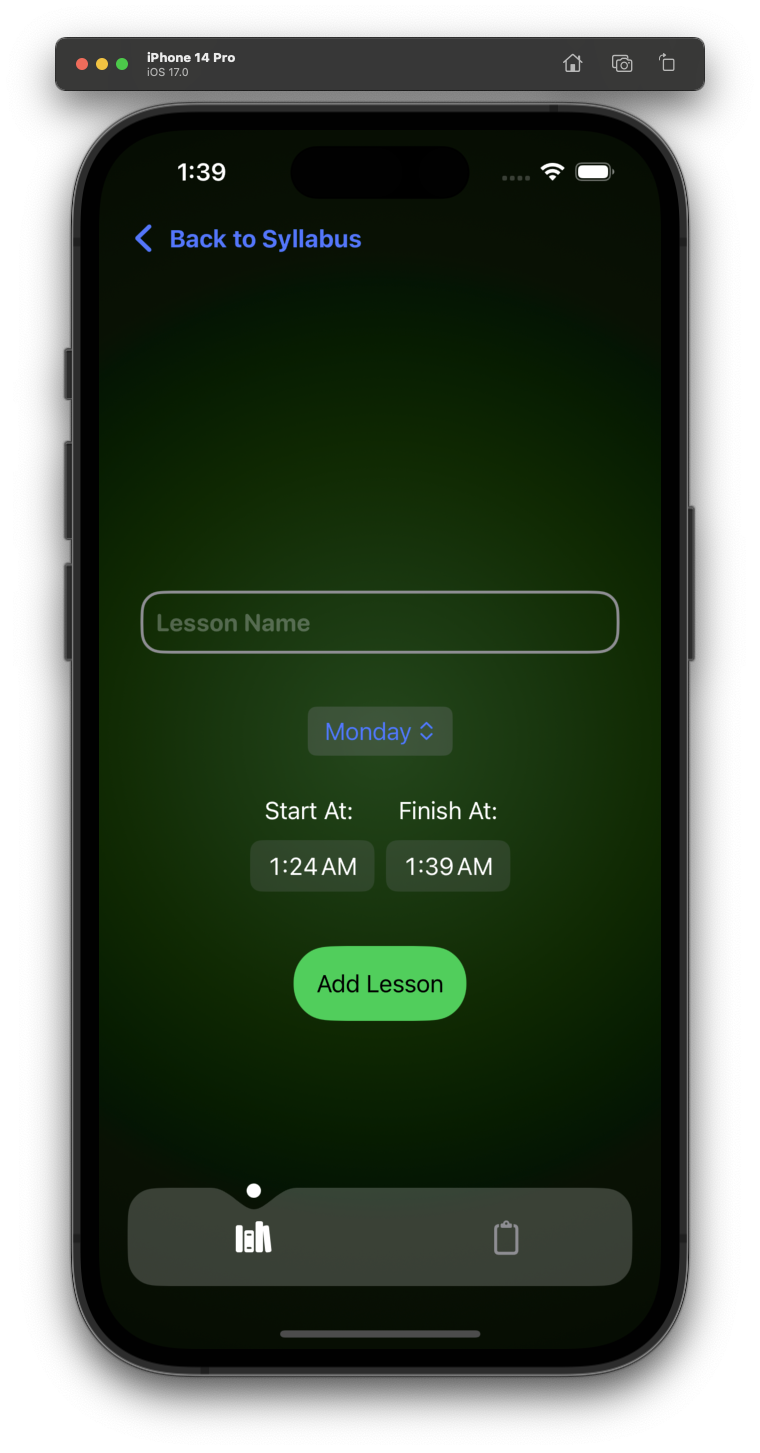 iPhone 14 Pro
iOS 17.0
1:39
Back to Syllabus
Lesson Name
Monday
Start At: Finish At:
1:24 AM 1:39 AM
Add Lesson